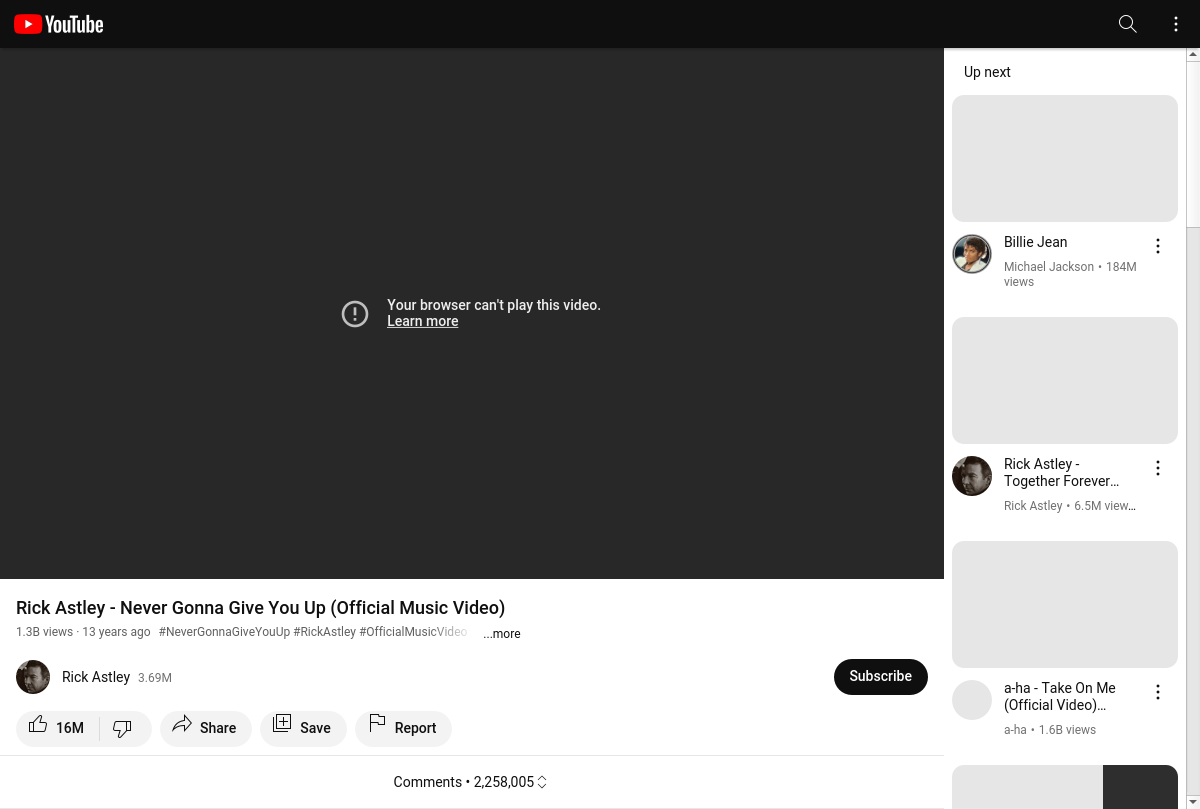 YouTube
Up next
Your browser can't play this video.
Learn more
Billie Jean
Michael Jackson • 184M
views
Rick Astley -
Together Forever...
Rick Astley • 6.5M view...
Rick Astley - Never Gonna Give You Up (Official Music Video)
1.3B views · 13 years ago #NeverGonnaGiveYouUp #RickAstley #OfficialMusicVideo ...more
Rick Astley 3.69M
Subscribe
16M
Share
Save
Report
Comments • 2,258,005
a-ha - Take On Me
(Official Video)...
a-ha • 1.6B views